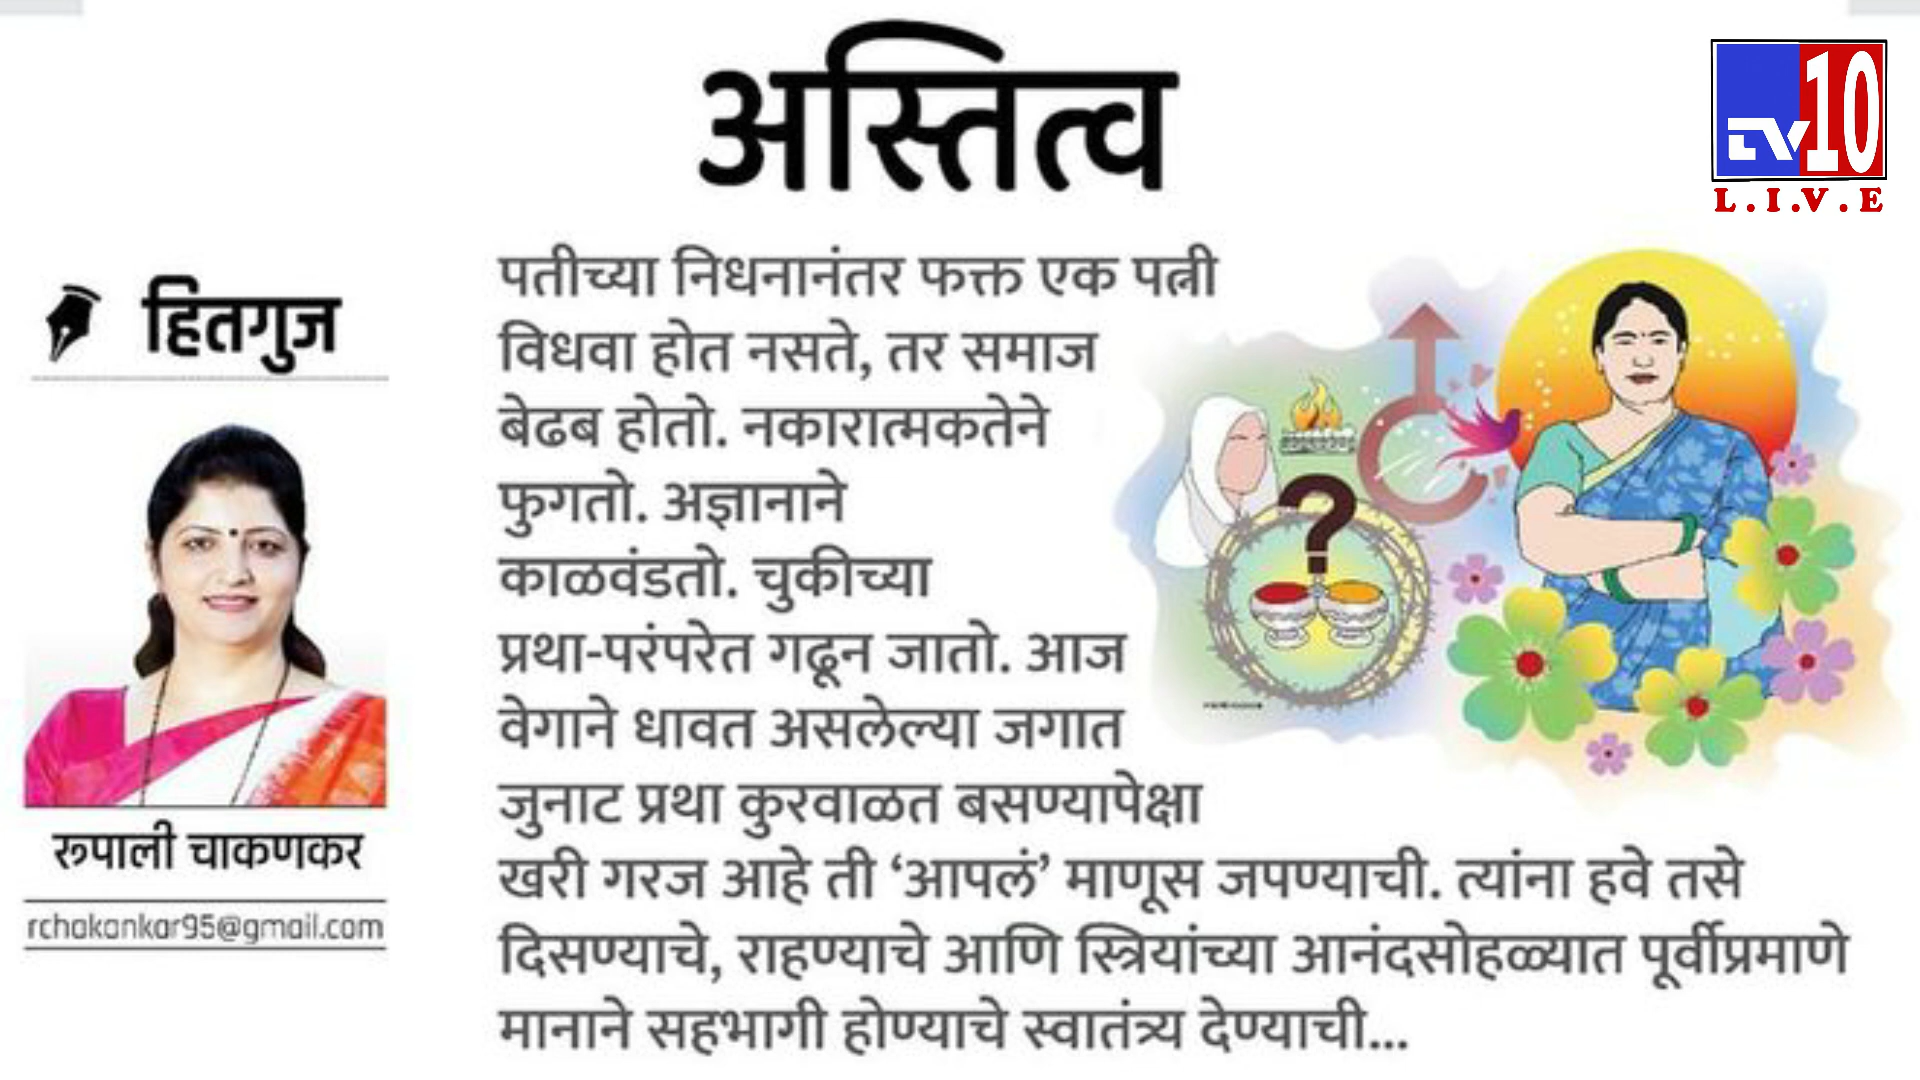 अस्तित्व
tv10
L.I.V.E
हितगुज
रूपाली चाकणकर
rchakankar95@gmail.com
पतीच्या निधनानंतर फक्त एक पत्नी
विधवा होत नसते, तर समाज
बेढब होतो. नकारात्मकतेने
फुगतो. अज्ञानाने
काळवंडतो. चुकीच्या
प्रथा-परंपरेत गढून जातो. आज
वेगाने धावत असलेल्या जगात
जुनाट प्रथा कुरवाळत बसण्यापेक्षा
खरी गरज आहे ती ‘आपलं’ माणूस जपण्याची. त्यांना हवे तसे
दिसण्याचे, राहण्याचे आणि स्त्रियांच्या आनंदसोहळ्यात पूर्वीप्रमाणे
मानाने सहभागी होण्याचे स्वातंत्र्य देण्याची...
?